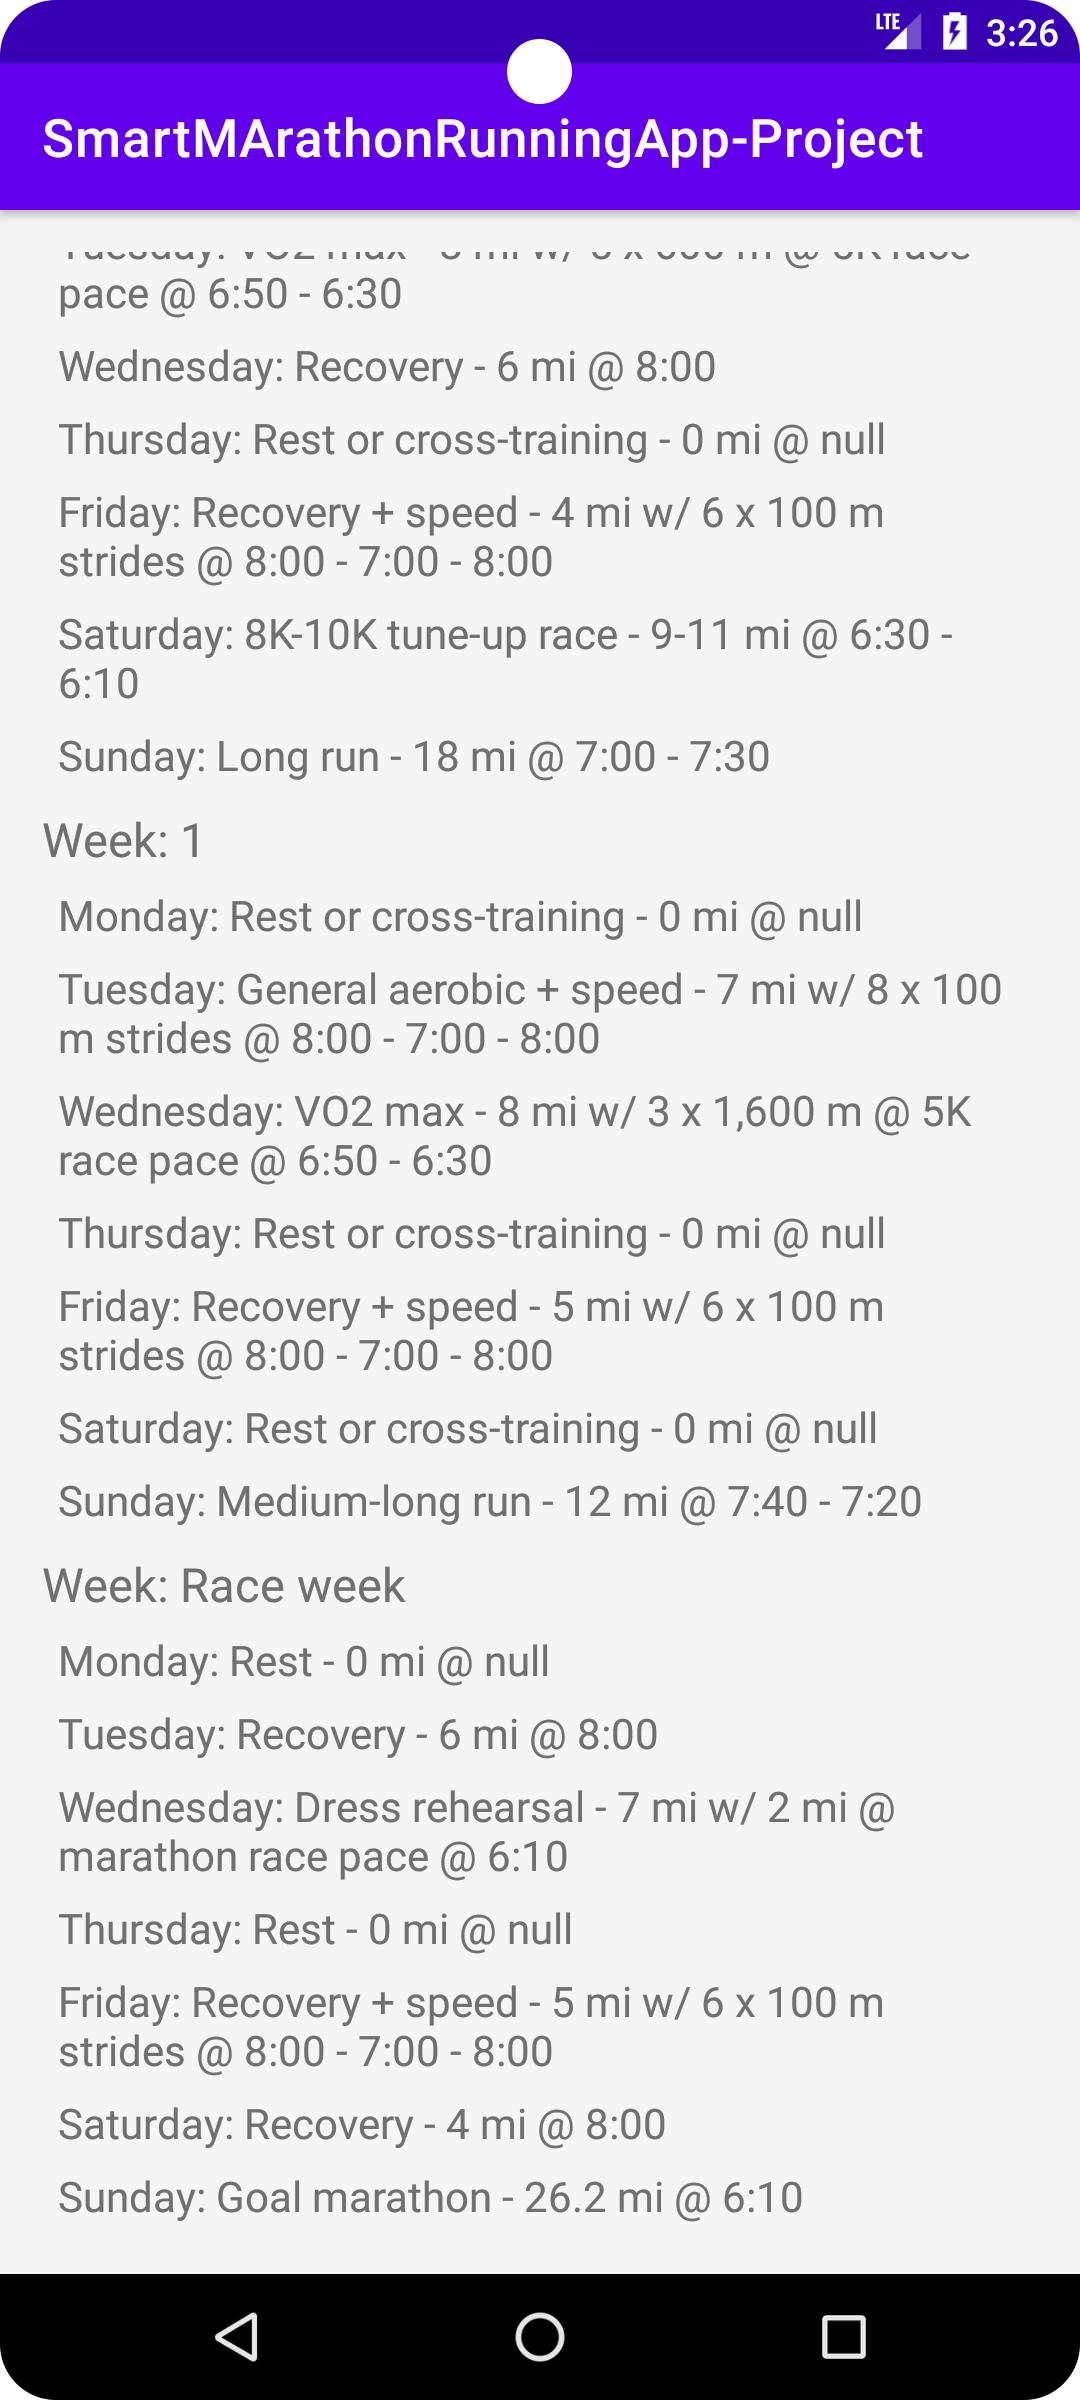 LTE 3:26
SmartMArathonRunningApp-Project
Tuesday: VO2 max - mi w/ x m @ race
pace @ 6:50 - 6:30
Wednesday: Recovery - 6 mi @ 8:00
Thursday: Rest or cross-training - 0 mi @ null
Friday: Recovery + speed - 4 mi w/ 6 x 100 m
strides @ 8:00 - 7:00 - 8:00
Saturday: 8K-10K tune-up race - 9-11 mi @ 6:30 -
6:10
Sunday: Long run - 18 mi @ 7:00 - 7:30
Week: 1
Monday: Rest or cross-training - 0 mi @ null
Tuesday: General aerobic + speed - 7 mi w/ 8 x 100
m strides @ 8:00 - 7:00 - 8:00
Wednesday: VO2 max - 8 mi w/ 3 x 1,600 m @ 5K
race pace @ 6:50 - 6:30
Thursday: Rest or cross-training - 0 mi @ null
Friday: Recovery + speed - 5 mi w/ 6 x 100 m
strides @ 8:00 - 7:00 - 8:00
Saturday: Rest or cross-training - 0 mi @ null
Sunday: Medium-long run - 12 mi @ 7:40 - 7:20
Week: Race week
Monday: Rest - 0 mi @ null
Tuesday: Recovery - 6 mi @ 8:00
Wednesday: Dress rehearsal - 7 mi w/ 2 mi @
marathon race pace @ 6:10
Thursday: Rest - 0 mi @ null
Friday: Recovery + speed - 5 mi w/ 6 x 100 m
strides @ 8:00 - 7:00 - 8:00
Saturday: Recovery - 4 mi @ 8:00
Sunday: Goal marathon - 26.2 mi @ 6:10